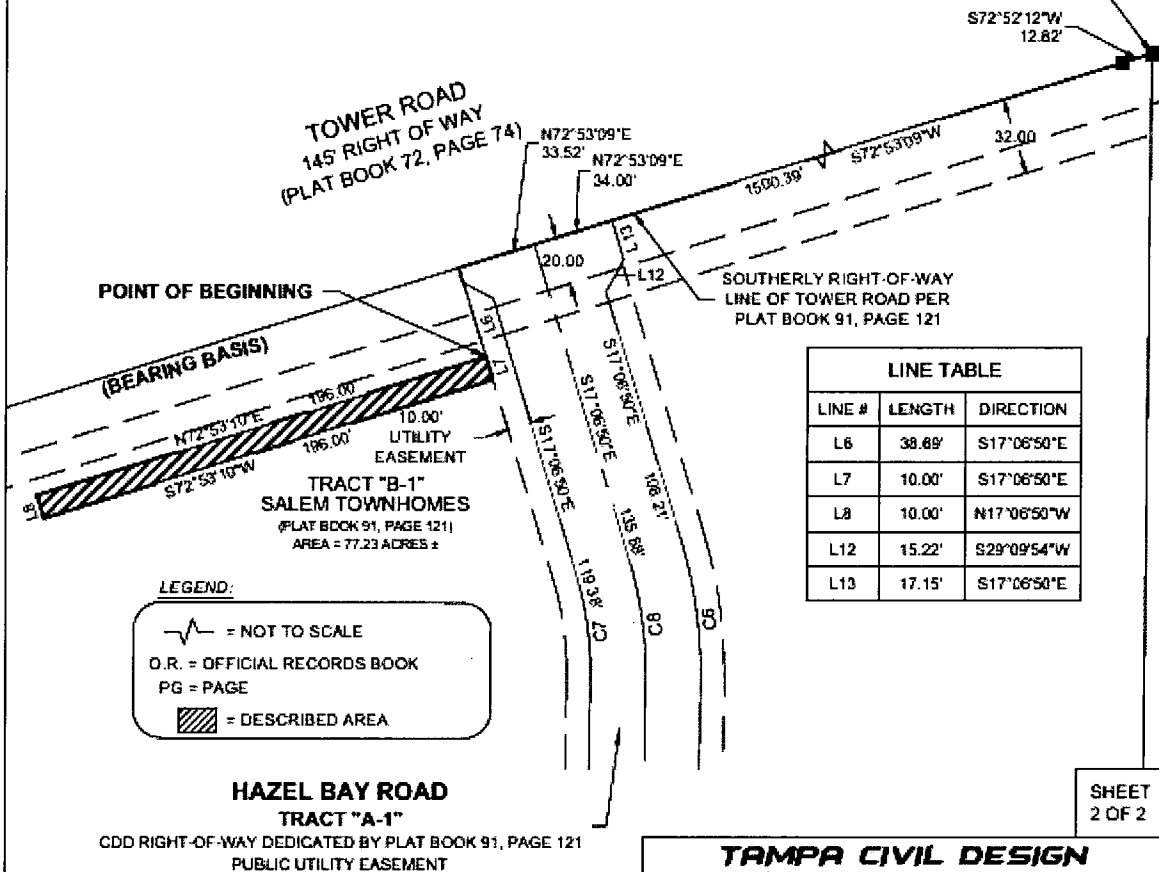 S72°52'12"W
12.82'
TOWER ROAD
145' RIGHT OF WAY
(PLAT BOOK 72, PAGE 74)
N72°53'09"E
33.52'
N72°53'09"E
34.00'
S72°53'09"W
1500.39'
32.00
20.00
L13
L12
SOUTHERLY RIGHT-OF-WAY
LINE OF TOWER ROAD PER
PLAT BOOK 91, PAGE 121
POINT OF BEGINNING
(BEARING BASIS)
L6
L7
N72°53'10"E
196.00'
S72°53'10"W
196.00'
L8
10.00'
UTILITY
EASEMENT
TRACT "B-1"
SALEM TOWNHOMES
(PLAT BOOK 91, PAGE 121)
AREA = 77.23 ACRES ±
S17°06'50"E
119.38'
C7
S17°06'50"E
135.68'
C8
S17°06'50"E
108.21'
C6
LINE TABLE
LINE # LENGTH DIRECTION
L6 38.69' S17°06'50"E
L7 10.00' S17°06'50"E
L8 10.00' N17°06'50"W
L12 15.22' S29°09'54"W
L13 17.15' S17°06'50"E
LEGEND:
= NOT TO SCALE
O.R. = OFFICIAL RECORDS BOOK
PG = PAGE
= DESCRIBED AREA
HAZEL BAY ROAD
TRACT "A-1"
CDD RIGHT-OF-WAY DEDICATED BY PLAT BOOK 91, PAGE 121
PUBLIC UTILITY EASEMENT
SHEET
2 OF 2
TAMPA CIVIL DESIGN